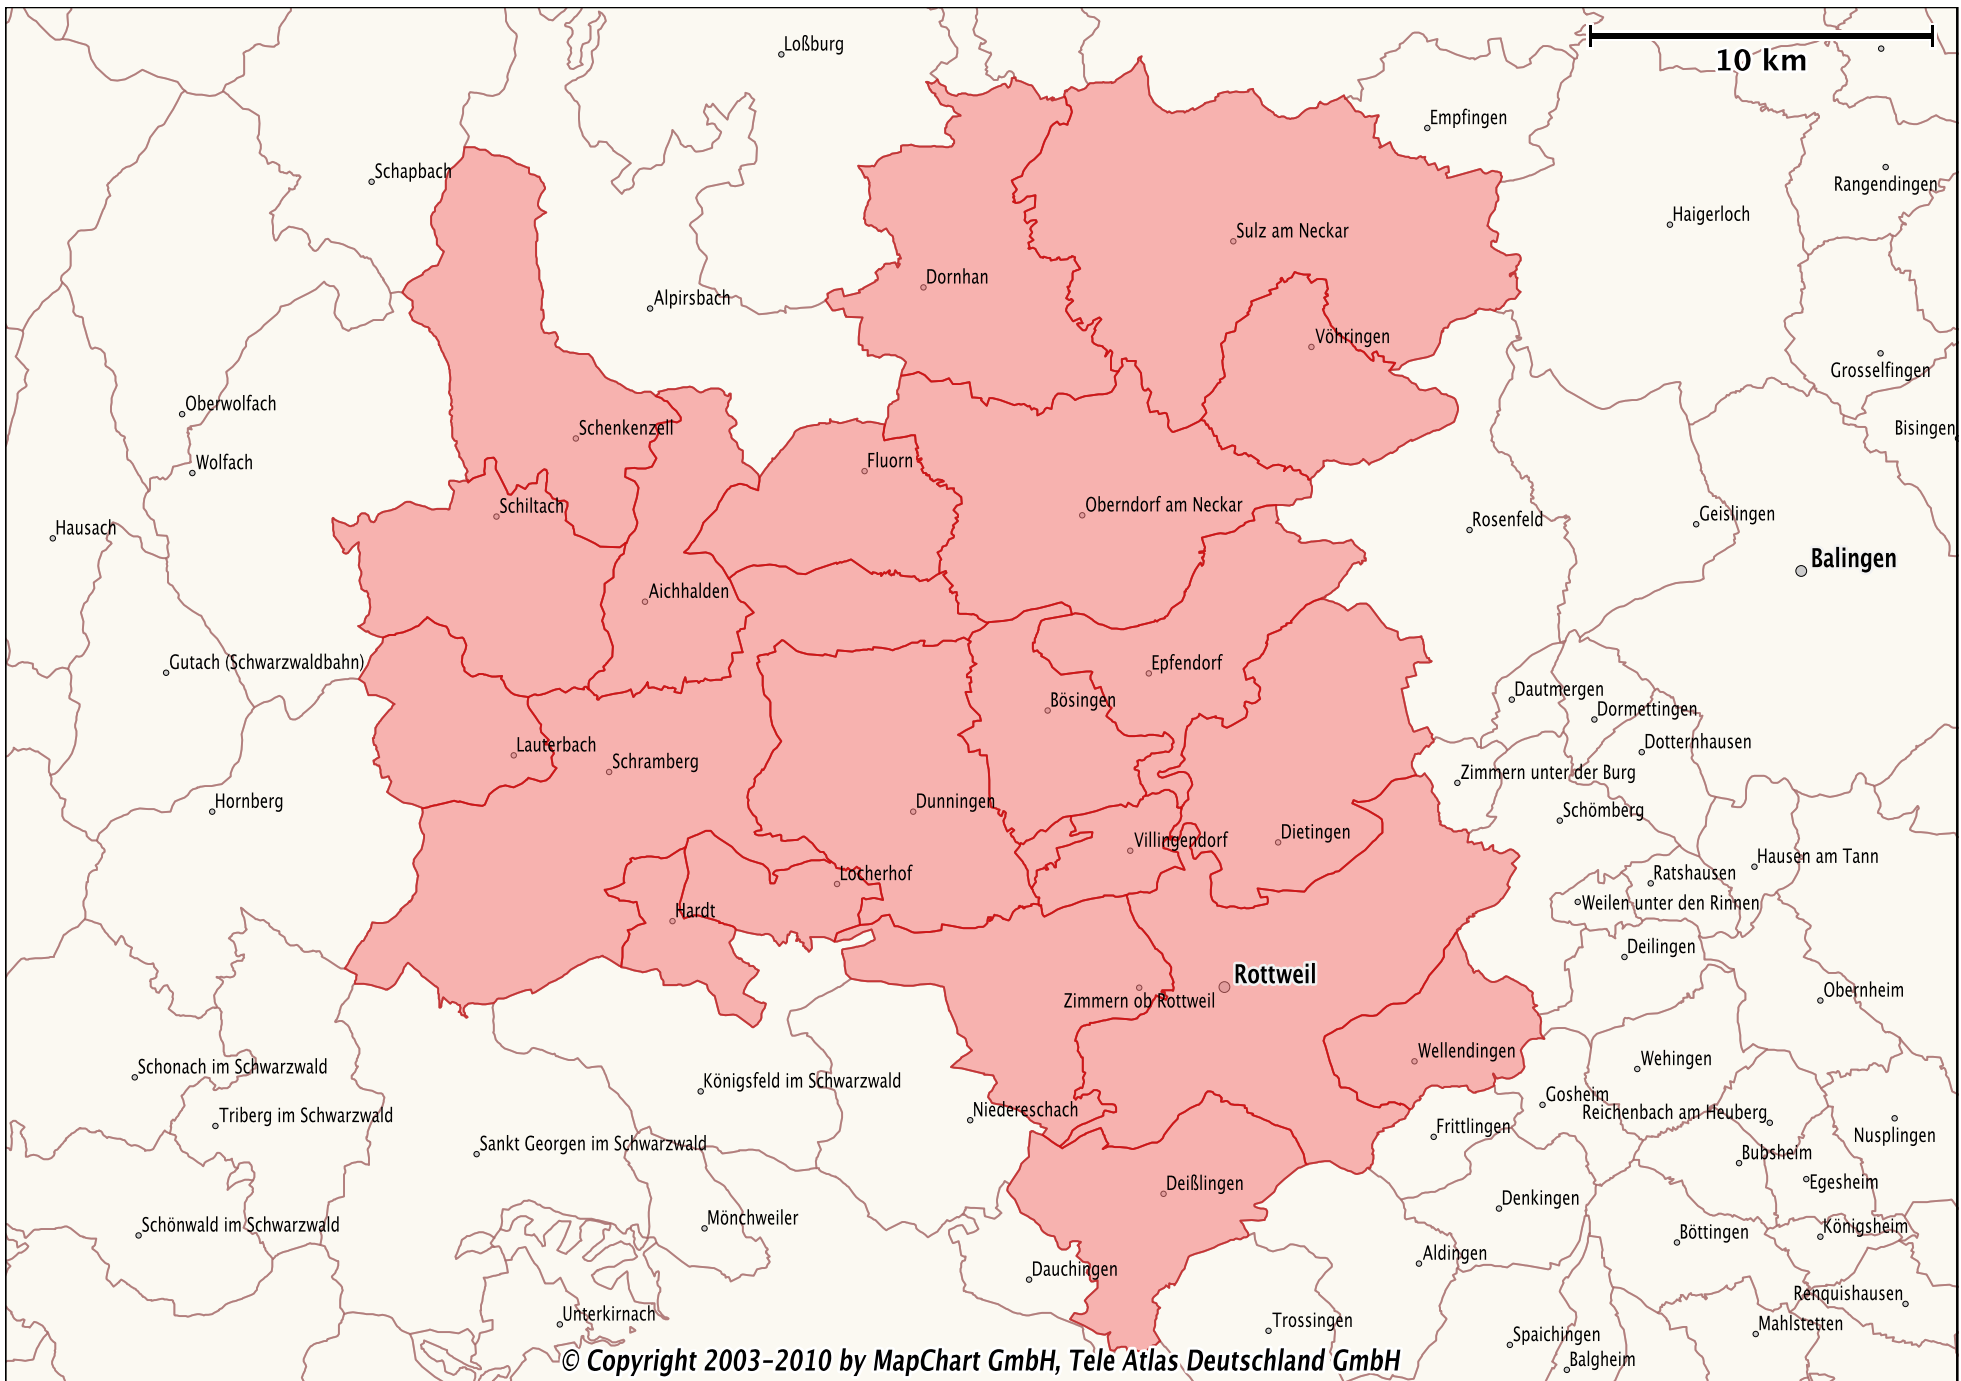 Loßburg
10 km
Empfingen
Schapbach
Rangendingen
Haigerloch
Sulz am Neckar
Dornhan
Alpirsbach
Vöhringen
Grosselfingen
Oberwolfach
Schenkenzell
Bisingen
Wolfach
Fluorn
Schiltach
Oberndorf am Neckar
Rosenfeld
Geislingen
Hausach
Balingen
Aichhalden
Gutach (Schwarzwaldbahn)
Epfendorf
Dautmergen
Bösingen
Dormettingen
Lauterbach
Dotternhausen
Schramberg
Zimmern unter der Burg
Hornberg
Dunningen
Schömberg
Villingendorf
Dietingen
Hausen am Tann
Locherhof
Ratshausen
Weilen unter den Rinnen
Hardt
Deilingen
Rottweil
Obernheim
Zimmern ob Rottweil
Wellendingen
Wehingen
Schonach im Schwarzwald
Königsfeld im Schwarzwald
Gosheim
Niedereschach
Reichenbach am Heuberg
Triberg im Schwarzwald
Frittlingen
Nusplingen
Sankt Georgen im Schwarzwald
Bubsheim
Deißlingen
Egesheim
Denkingen
Mönchweiler
Schönwald im Schwarzwald
Königsheim
Böttingen
Aldingen
Dauchingen
Renquishausen
Unterkirnach
Trossingen
Mahlstetten
Spaichingen
Balgheim
© Copyright 2003-2010 by MapChart GmbH, Tele Atlas Deutschland GmbH